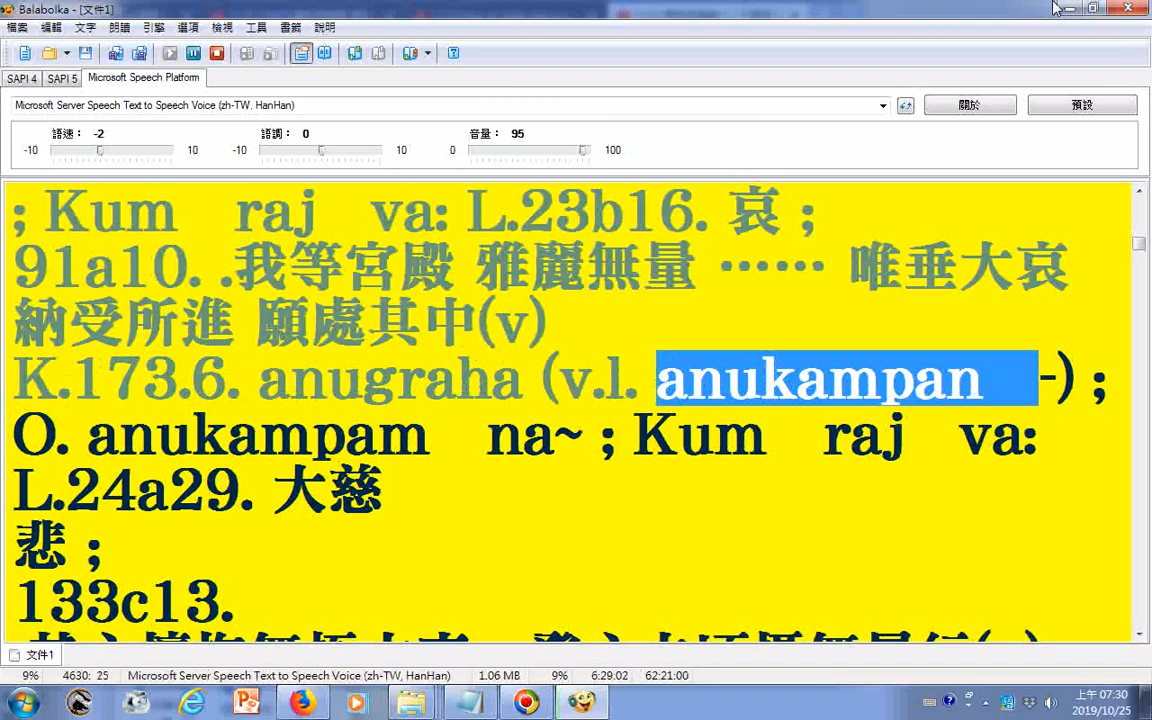 Balabolka - [文件1]
檔案 編輯 文字 朗讀 引擎 選項 檢視 工具 書籤 說明
SAPI 4 SAPI 5 Microsoft Speech Platform
Microsoft Server Speech Text to Speech Voice (zh-TW, HanHan)
關於 預設
語速： -2 語調： 0 音量： 95
-10 10 -10 10 0 100
; Kum raj va: L.23b16. 哀 ;
91a10. .我等宮殿 雅麗無量 …… 唯垂大哀
納受所進 願處其中(v)
K.173.6. anugraha (v.l. anukampan -) ;
O. anukampam na~ ; Kum raj va:
L.24a29. 大慈
悲 ;
133c13.
文件1
9% 4630: 25 Microsoft Server Speech Text to Speech Voice (zh-TW, HanHan) 1.06 MB 9% 6:29:02 62:21:00
上午 07:30
2019/10/25